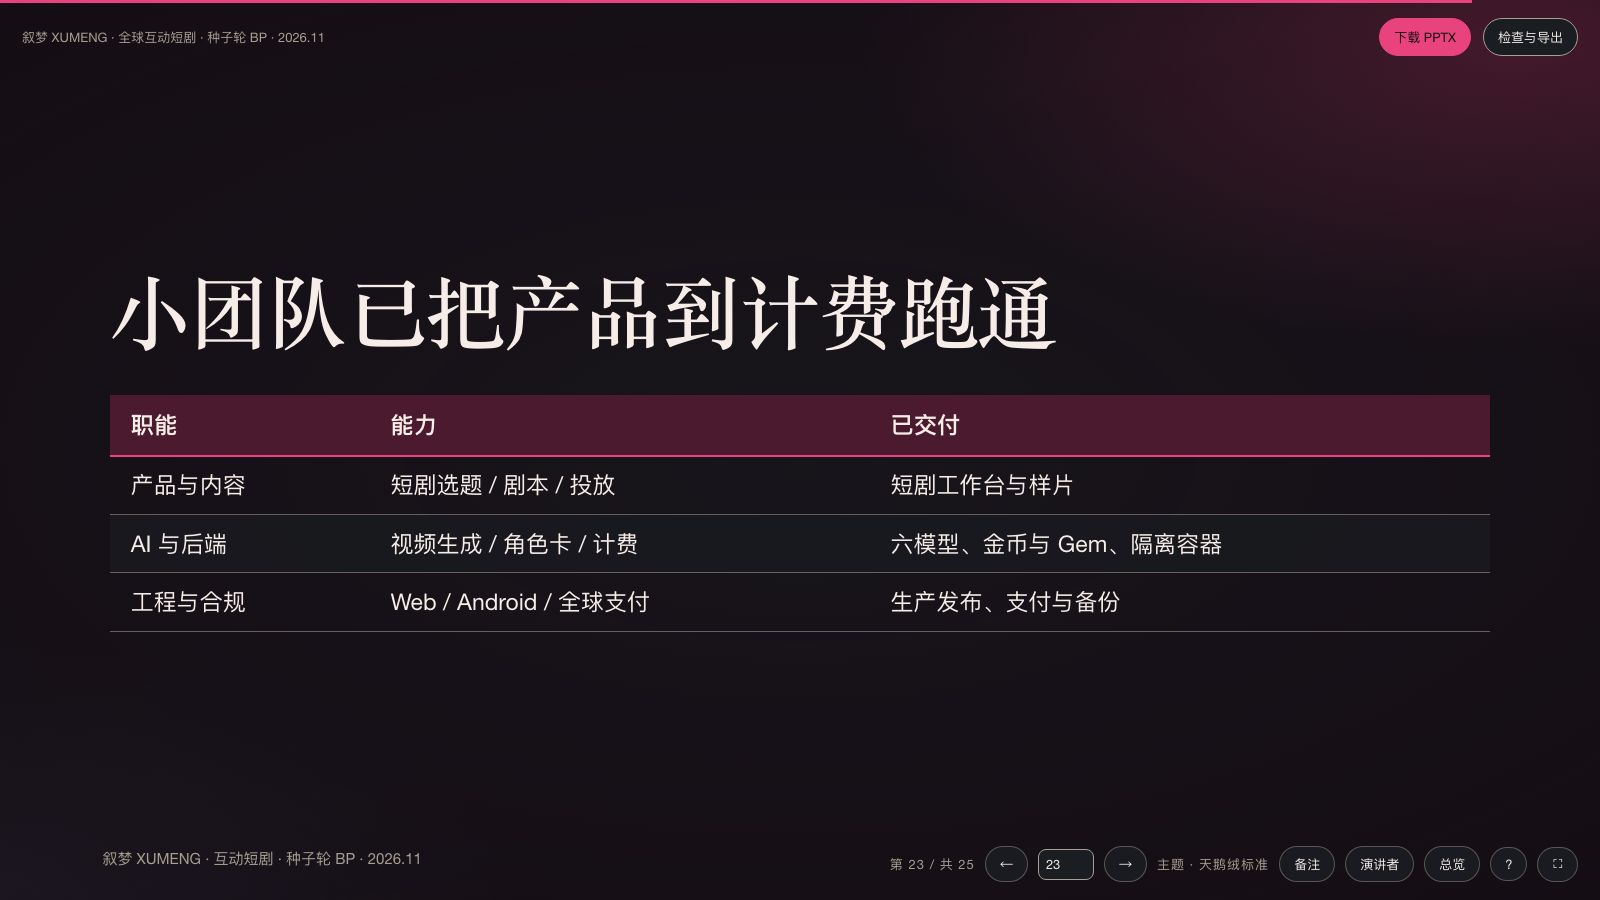 叙梦 XUMENG · 全球互动短剧 · 种子轮 BP · 2026.11
下载 PPTX
检查与导出
小团队已把产品到计费跑通
职能 能力 已交付
产品与内容 短剧选题 / 剧本 / 投放 短剧工作台与样片
AI 与后端 视频生成 / 角色卡 / 计费 六模型、金币与 Gem、隔离容器
工程与合规 Web / Android / 全球支付 生产发布、支付与备份
叙梦 XUMENG · 互动短剧 · 种子轮 BP · 2026.11
第 23 / 共 25 ← 23 → 主题 · 天鹅绒标准 备注 演讲者 总览 ?